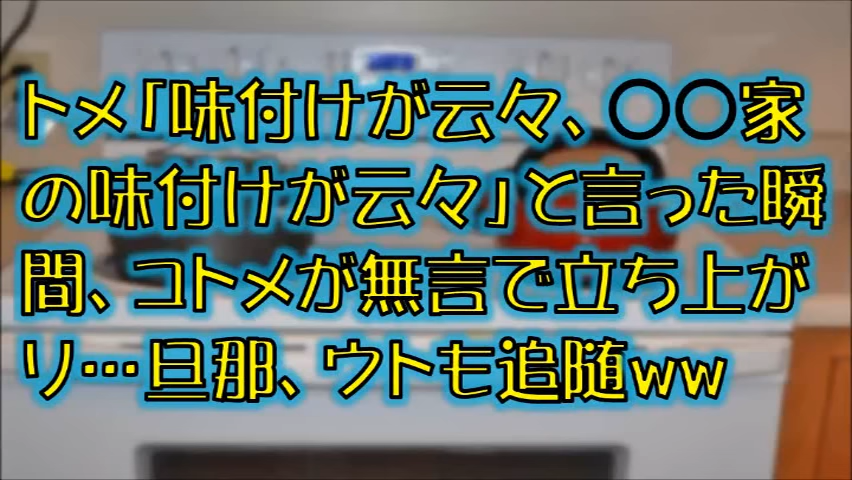 トメ「味付けが云々、〇〇家
の味付けが云々」と言った瞬
間、コトメが無言で立ち上が
り…旦那、ウトも追随ww